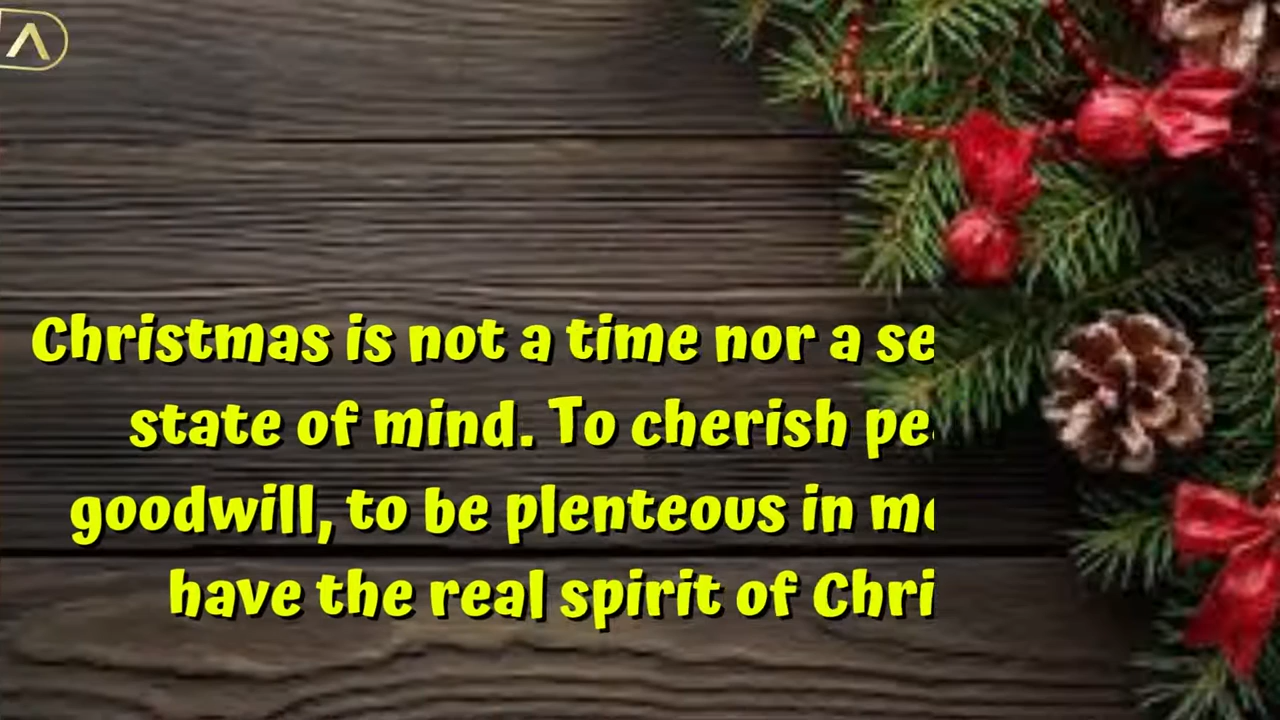 Christmas is not a time nor a se
state of mind. To cherish pe
goodwill, to be plenteous in me
have the real spirit of Chri